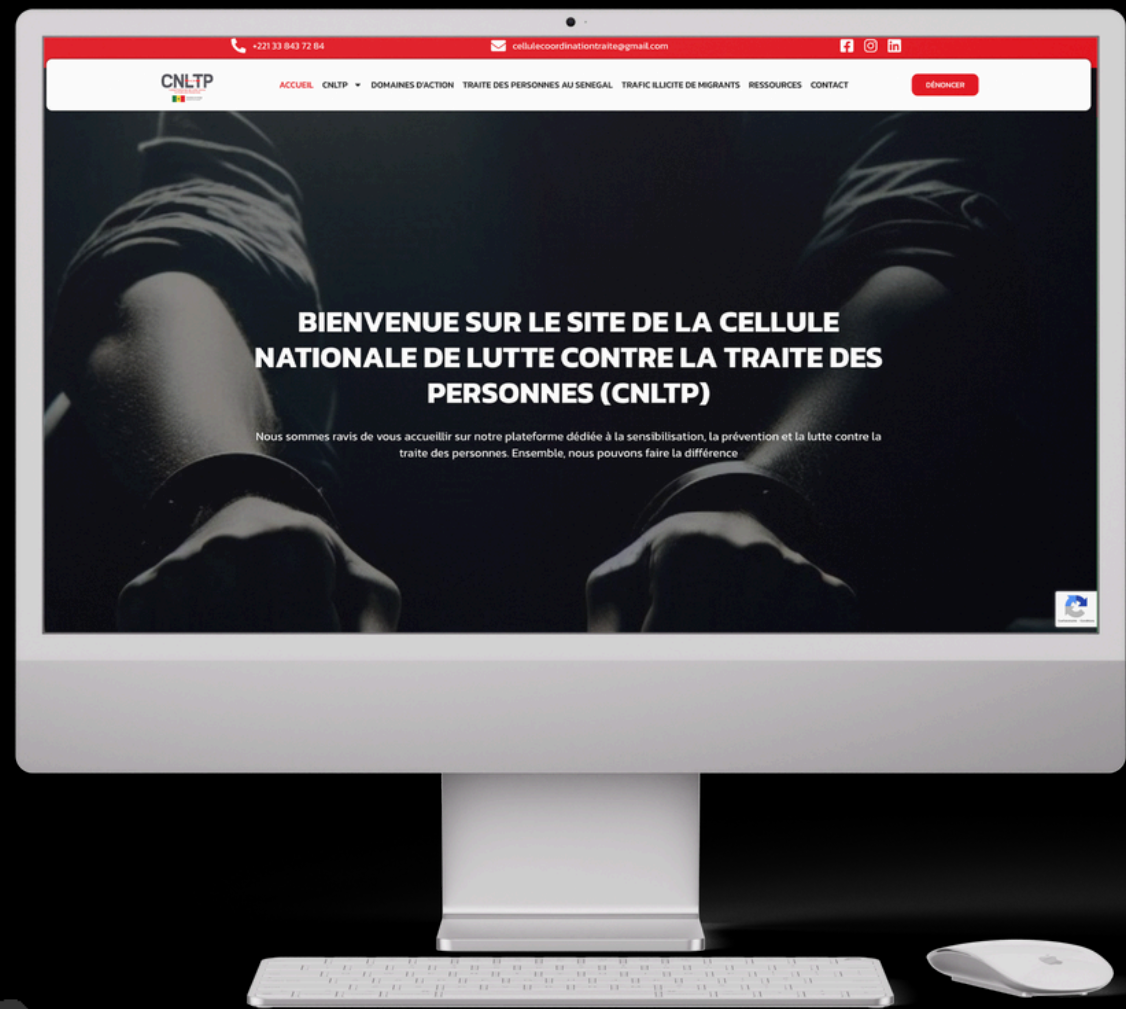 +221 33 843 72 84
cellulecoordinationtraite@gmail.com
CNLTP
ACCUEIL CNLTP DOMAINES D'ACTION TRAITE DES PERSONNES AU SENEGAL TRAFIC ILLICITE DE MIGRANTS RESSOURCES CONTACT
DÉNONCER
BIENVENUE SUR LE SITE DE LA CELLULE
NATIONALE DE LUTTE CONTRE LA TRAITE DES
PERSONNES (CNLTP)
Nous sommes ravis de vous accueillir sur notre plateforme dédiée à la sensibilisation, la prévention et la lutte contre la
traite des personnes. Ensemble, nous pouvons faire la différence